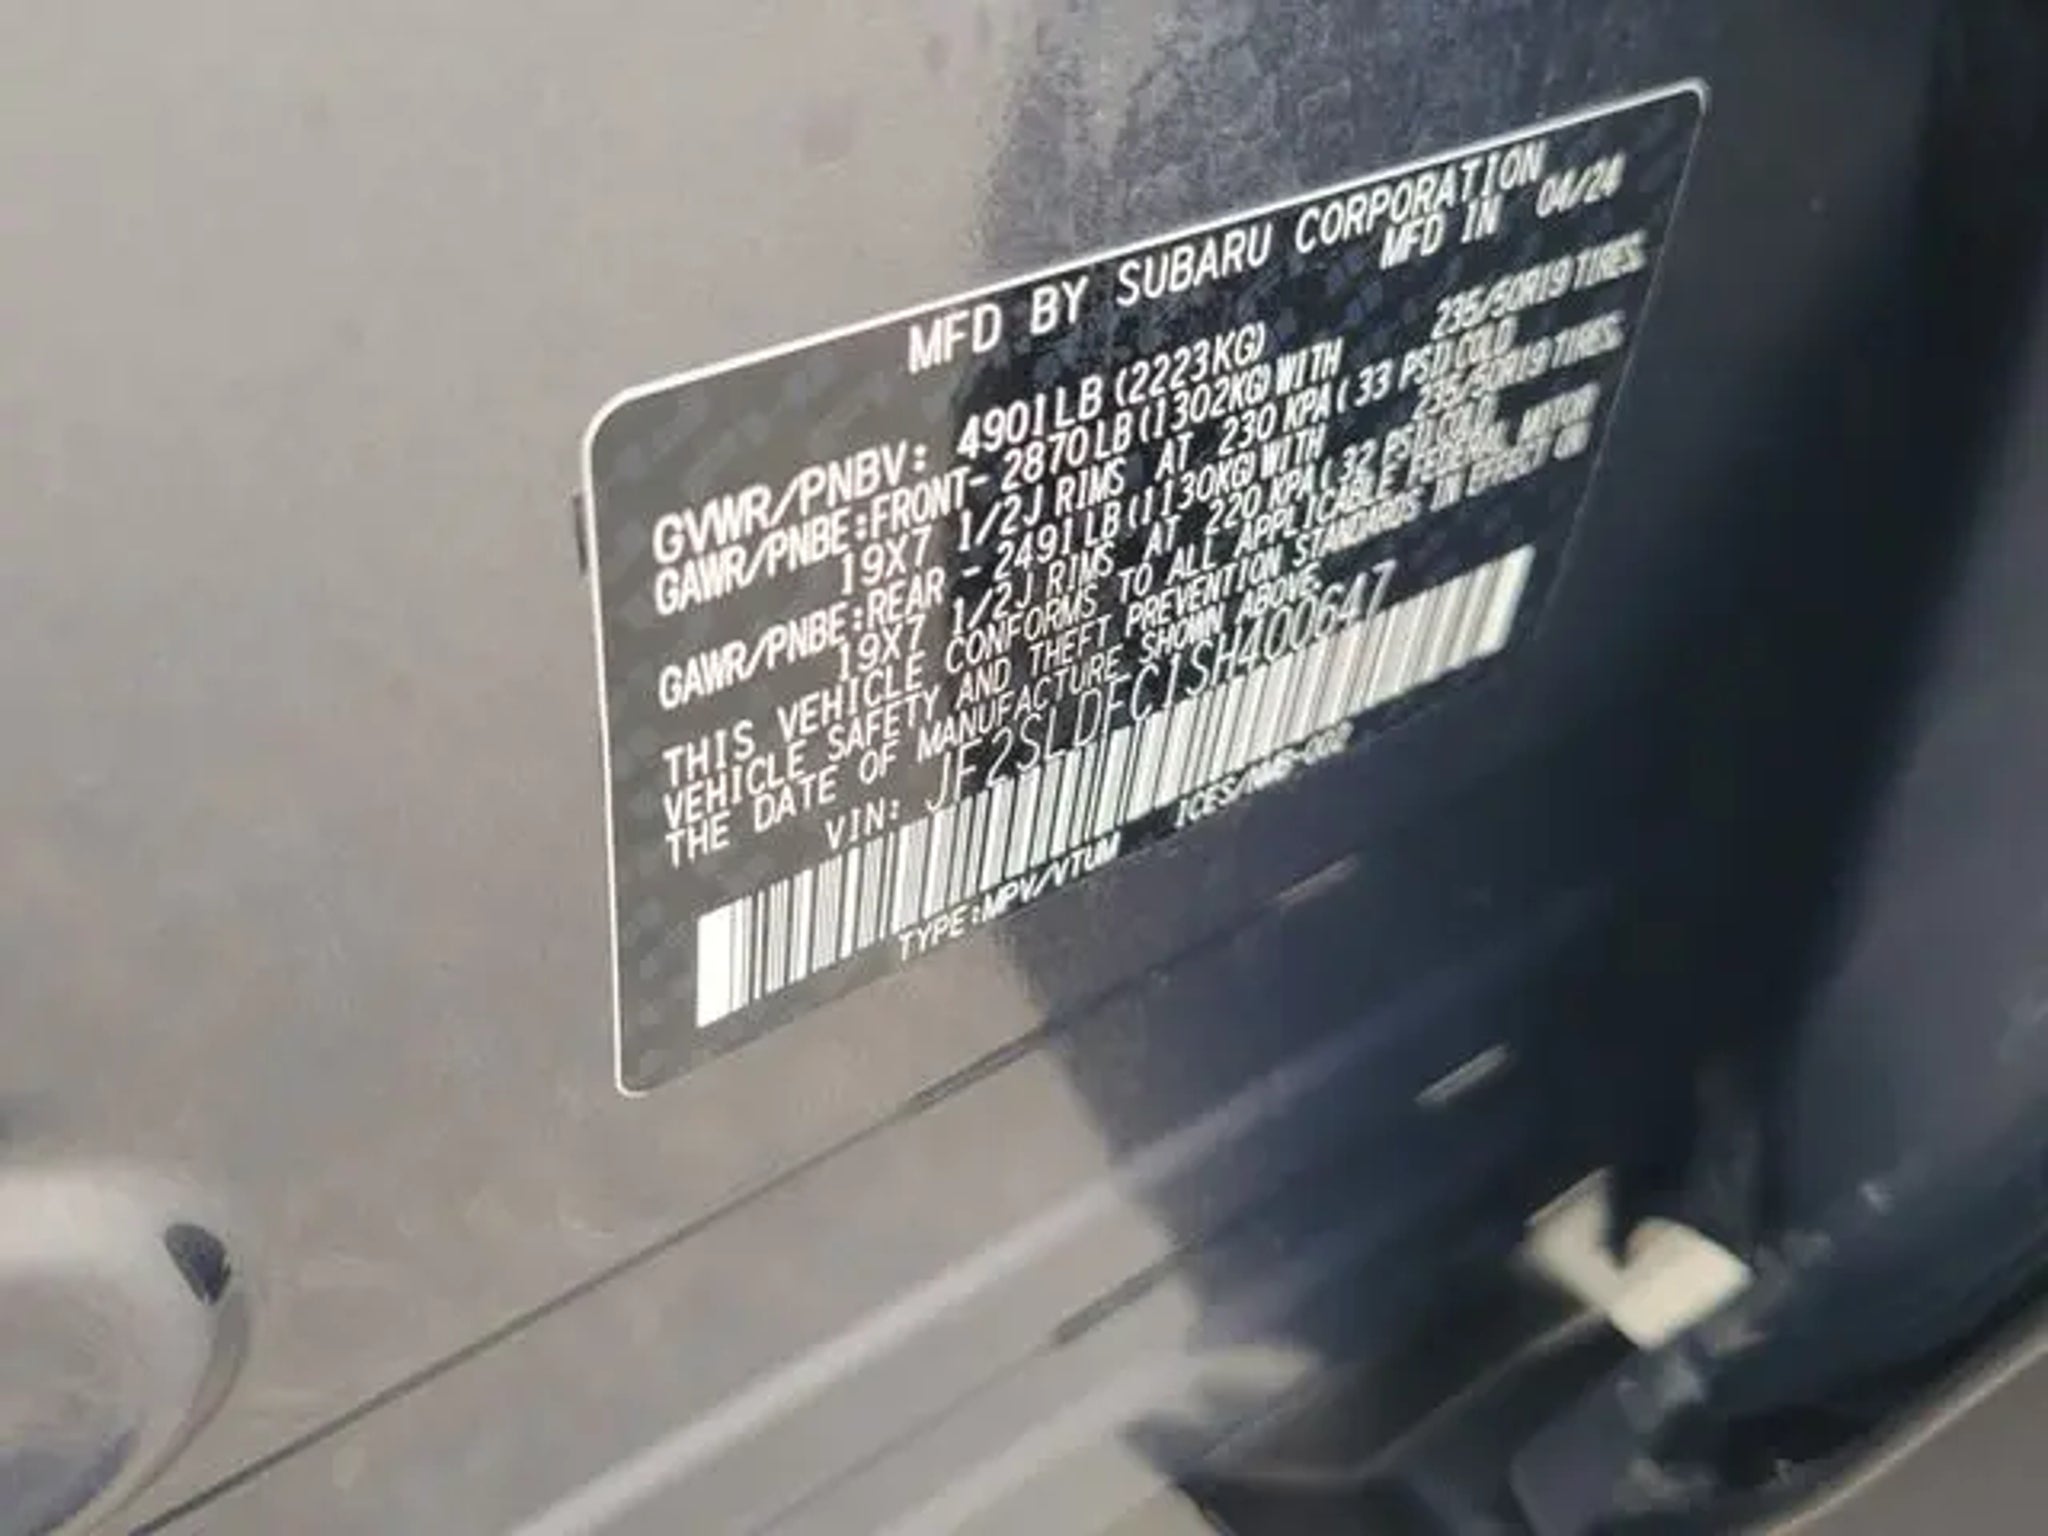 MFD BY SUBARU CORPORATION
MFD IN 04/24
GVWR/PNBV: 4901LB(2223KG)
GAWR/PNBE:FRONT- 2870LB(1302KG)WITH 235/50R19 TIRES.
19X7 1/2J RIMS AT 230 KPA(33 PSI)COLD
GAWR/PNBE:REAR - 2491LB(1130KG)WITH 235/50R19 TIRES.
19X7 1/2J RIMS AT 220 KPA(32 PSI)COLD
THIS VEHICLE CONFORMS TO ALL APPLICABLE FEDERAL MOTOR
VEHICLE SAFETY AND THEFT PREVENTION STANDARDS IN EFFECT ON
THE DATE OF MANUFACTURE SHOWN ABOVE.
VIN: JF2SLDFC1SH400647
TYPE:MPV/VTUM ICES/NMB-002